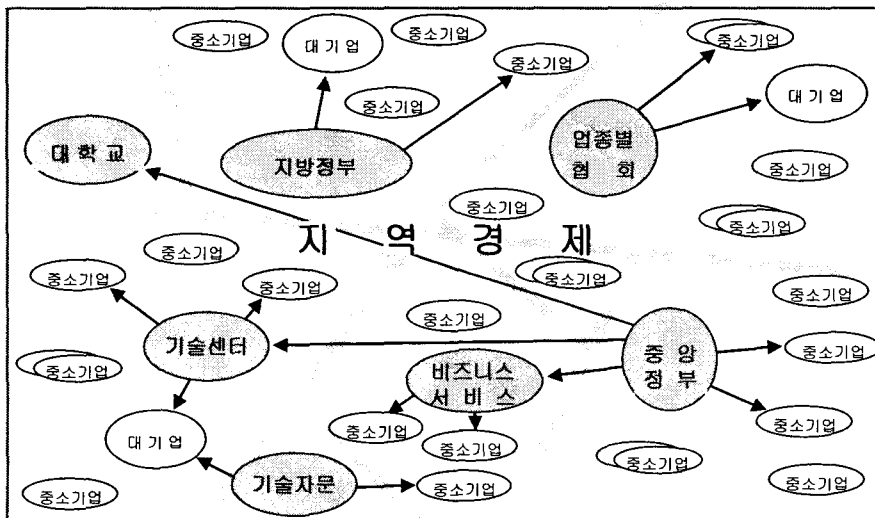 중소기업
대 기 업
중소기업
중소기업
중소기업
대 기 업
중소기업
중소기업
대 학 교
지방정부
업종별
협 회
중소기업
중소기업
중소기업
지 역 경 제
중소기업
중소기업
중소기업
중소기업
중소기업
중소기업
기술센터
중 앙
정 부
중소기업
중소기업
비즈니스
서 비 스
중소기업
중소기업
대 기 업
중소기업
중소기업
기술자문
중소기업
중소기업
중소기업